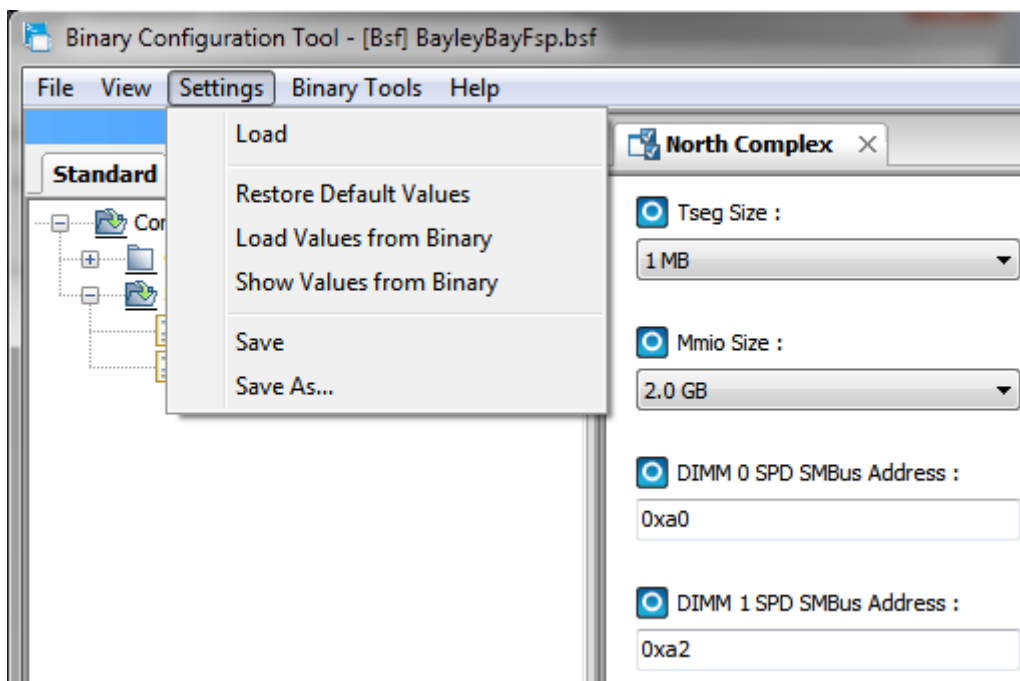 Binary Configuration Tool - [Bsf] BayleyBayFsp.bsf
File View Settings Binary Tools Help
Load
Restore Default Values
Load Values from Binary
Show Values from Binary
Save
Save As...
Standard
North Complex
Tseg Size :
1 MB
Mmio Size :
2.0 GB
DIMM 0 SPD SMBus Address :
0xa0
DIMM 1 SPD SMBus Address :
0xa2